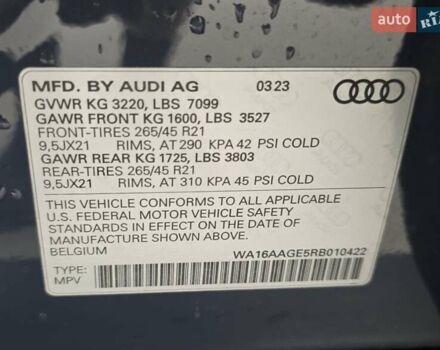 auto RIA
MFD. BY AUDI AG 03 23
GVWR KG 3220, LBS 7099
GAWR FRONT KG 1600, LBS 3527
FRONT-TIRES 265/45 R21
9,5JX21 RIMS, AT 290 KPA 42 PSI COLD
GAWR REAR KG 1725, LBS 3803
REAR-TIRES 265/45 R21
9,5JX21 RIMS, AT 310 KPA 45 PSI COLD
THIS VEHICLE CONFORMS TO ALL APPLICABLE
U.S. FEDERAL MOTOR VEHICLE SAFETY
STANDARDS IN EFFECT ON THE DATE OF
MANUFACTURE SHOWN ABOVE.
BELGIUM WA16AAGE5RB010422
TYPE:
MPV